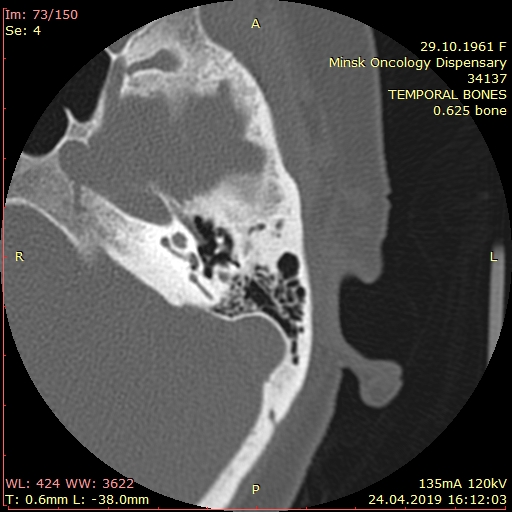 Im: 73/150
Se: 4
A
29.10.1961 F
Minsk Oncology Dispensary
34137
TEMPORAL BONES
0.625 bone
R
L
WL: 424 WW: 3622
T: 0.6mm L: -38.0mm
P
135mA 120kV
24.04.2019 16:12:03